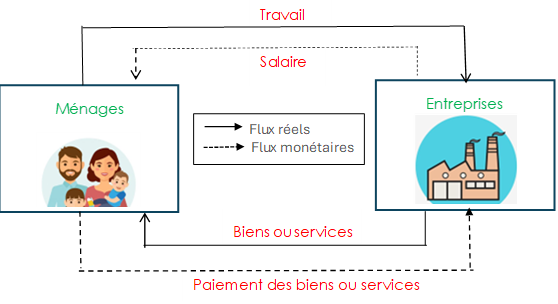 Travail
Salaire
Ménages
Entreprises
Flux réels
Flux monétaires
Biens ou services
Paiement des biens ou services